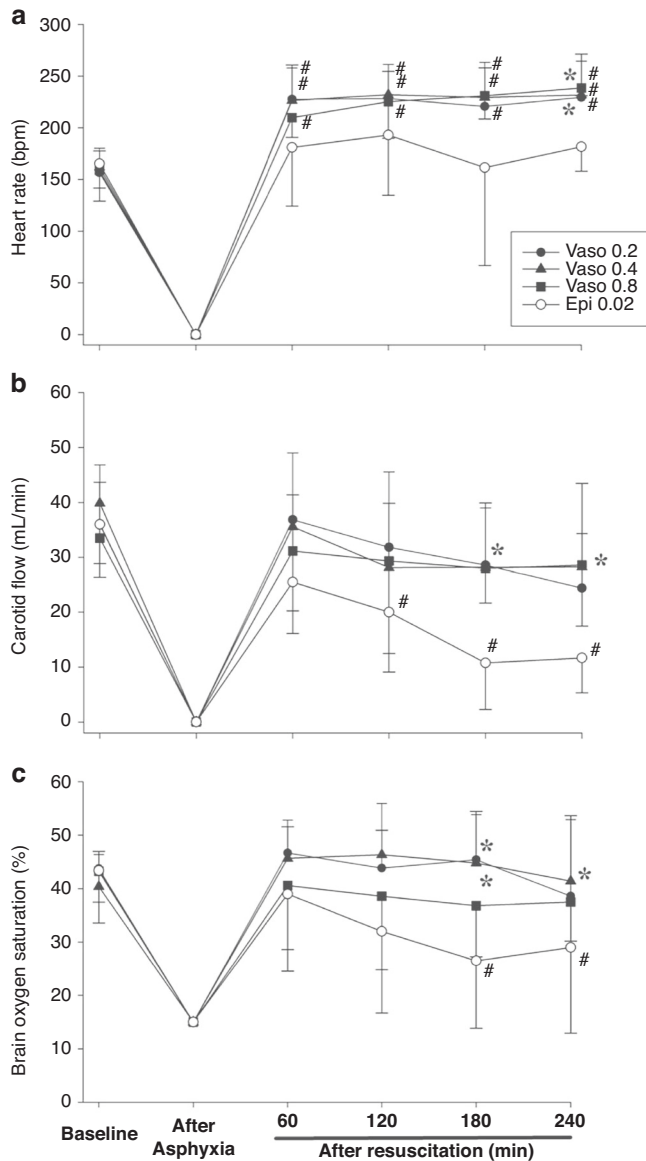 a
Heart rate (bpm)
300
250
200
150
100
50
0
# # # # * #
# # # #
# # # * #
Vaso 0.2
Vaso 0.4
Vaso 0.8
Epi 0.02
b
Carotid flow (mL/min)
60
50
40
30
20
10
0
* *
# # #
c
Brain oxygen saturation (%)
60
50
40
30
20
10
0
* *
*
# #
Baseline
After
Asphyxia
60 120 180 240
After resuscitation (min)